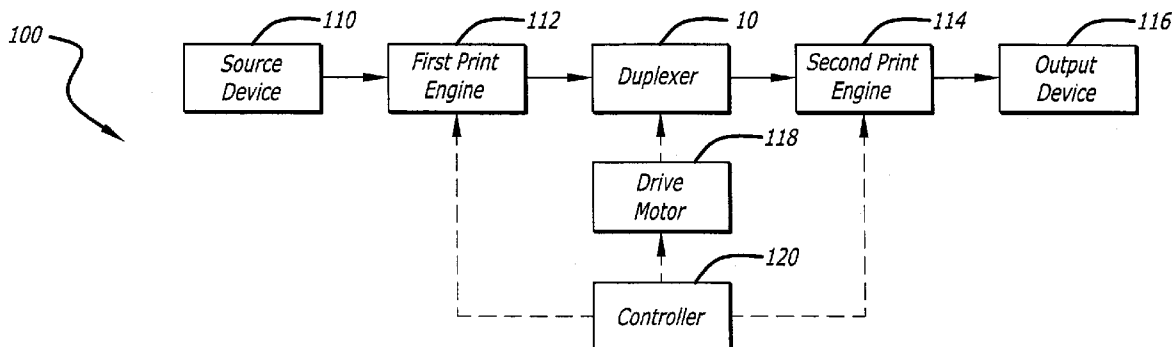 100
110
112
10
114
116
Source
Device
First Print
Engine
Duplexer
Second Print
Engine
Output
Device
118
Drive
Motor
120
Controller